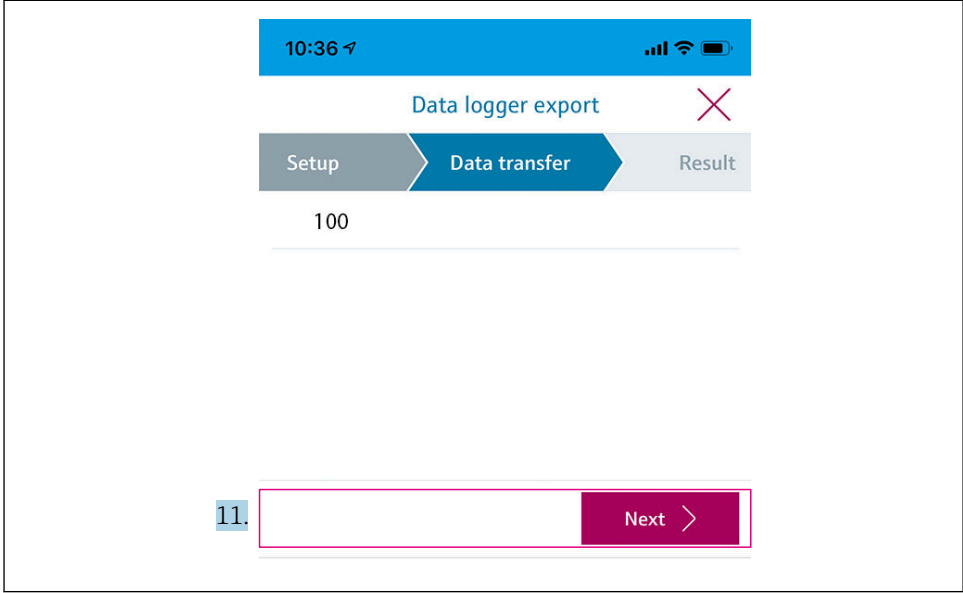 10:36
Data logger export
Setup Data transfer Result
100
11. Next